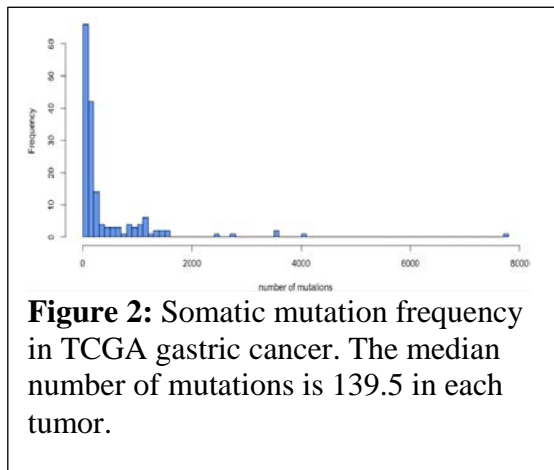 Frequency
60
50
40
30
20
10
0
0 2000 4000 6000 8000
number of mutations
Figure 2: Somatic mutation frequency
in TCGA gastric cancer. The median
number of mutations is 139.5 in each
tumor.